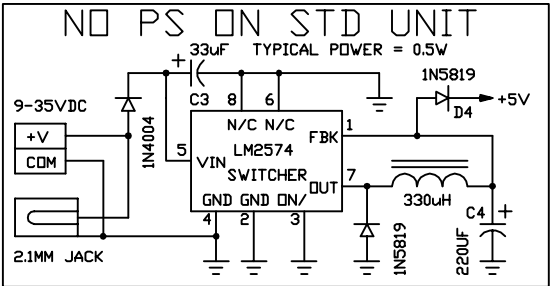 NO PS ON STD UNIT
33uF TYPICAL POWER = 0.5W
+
C3
1N5819
+5V
D4
9-35VDC
+V
COM
1N4004
8 6
N/C N/C
FBK 1
5 VIN
LM2574
SWITCHER
OUT 7
GND GND ON/
4 2 3
330uH
C4 +
220UF
1N5819
2.1MM JACK